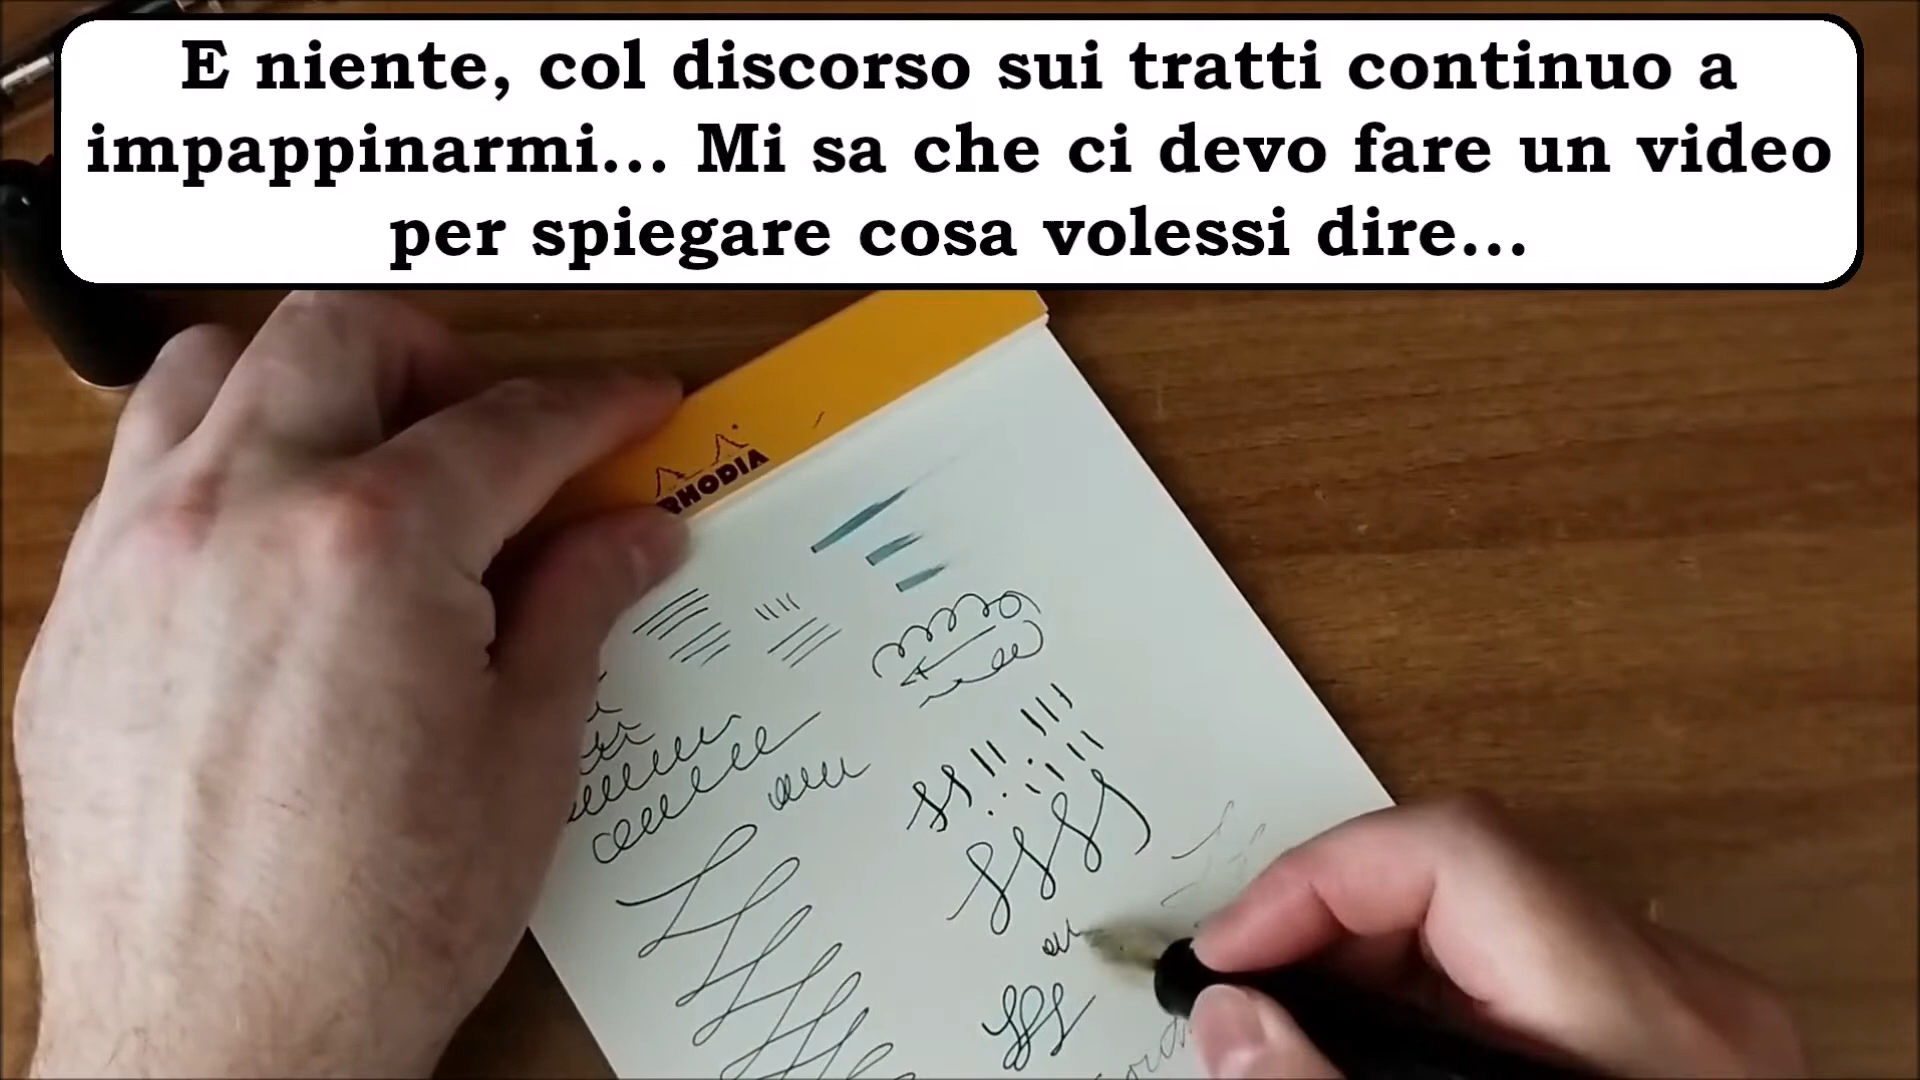 E niente, col discorso sui tratti continuo a
impappinarmi... Mi sa che ci devo fare un video
per spiegare cosa volessi dire...
RHODIA